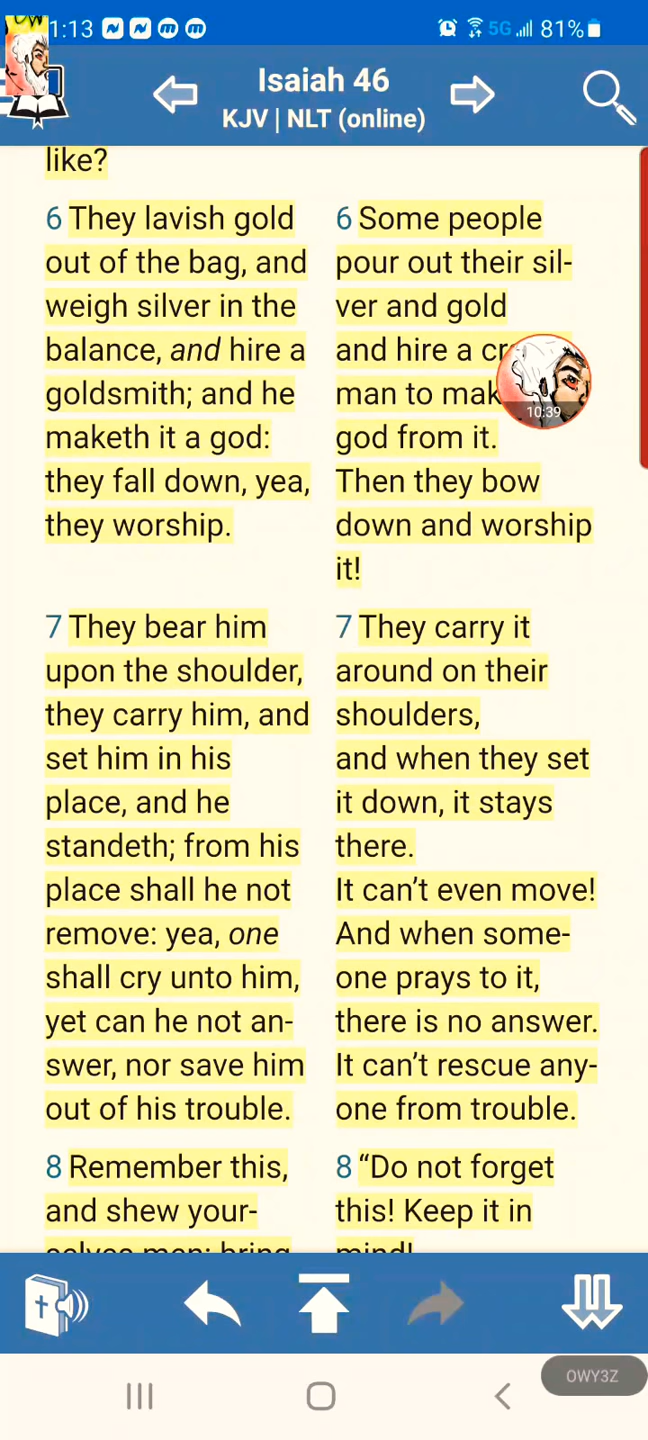 1:13
5G 81%
Isaiah 46
KJV | NLT (online)
like?
6 They lavish gold
out of the bag, and
weigh silver in the
balance, and hire a
goldsmith; and he
maketh it a god:
they fall down, yea,
they worship.
7 They bear him
upon the shoulder,
they carry him, and
set him in his
place, and he
standeth; from his
place shall he not
remove: yea, one
shall cry unto him,
yet can he not an-
swer, nor save him
out of his trouble.
8 Remember this,
and shew your-
selves men: bring
6 Some people
pour out their sil-
ver and gold
and hire a
man to
god from it.
Then they bow
down and worship
it!
7 They carry it
around on their
shoulders,
and when they set
it down, it stays
there.
It can't even move!
And when some-
one prays to it,
there is no answer.
It can't rescue any-
one from trouble.
8 “Do not forget
this! Keep it in
mind!
10:39
OWY3Z